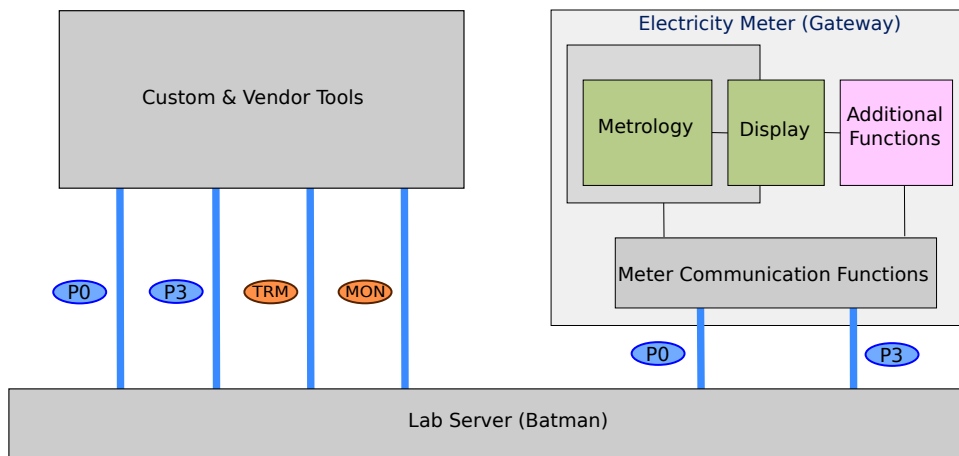 Electricity Meter (Gateway)
Custom & Vendor Tools
Metrology
Display
Additional
Functions
Meter Communication Functions
P0
P3
TRM
MON
P0
P3
Lab Server (Batman)